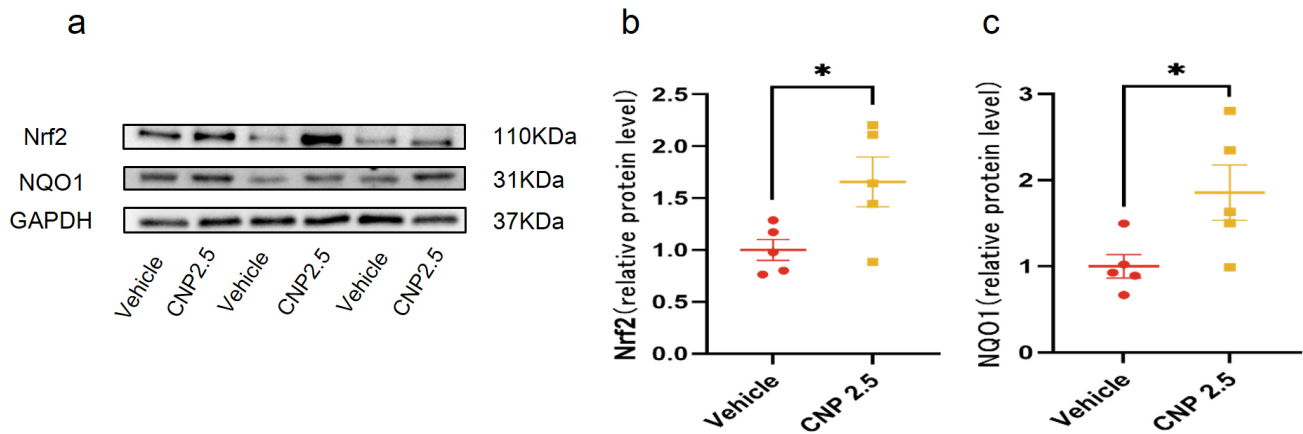 a
Nrf2
110KDa
NQO1
31KDa
GAPDH
37KDa
Vehicle
CNP2.5
Vehicle
CNP2.5
Vehicle
CNP2.5
b
*
Nrf2(relative protein level)
2.5
2.0
1.5
1.0
0.5
0.0
Vehicle
CNP 2.5
c
*
NQO1(relative protein level)
3
2
1
0
Vehicle
CNP 2.5